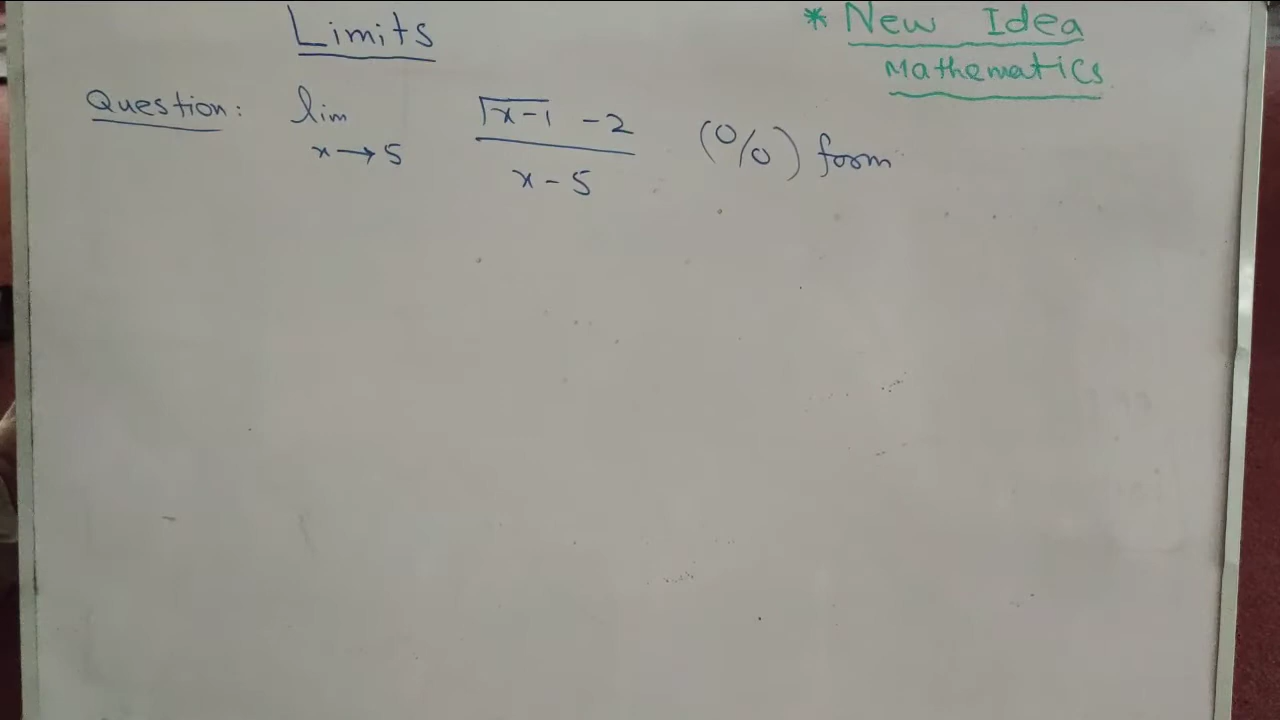 Limits
* New Idea
Mathematics
Question: lim x→5 (√(x-1) - 2)/(x - 5) (0/0) form